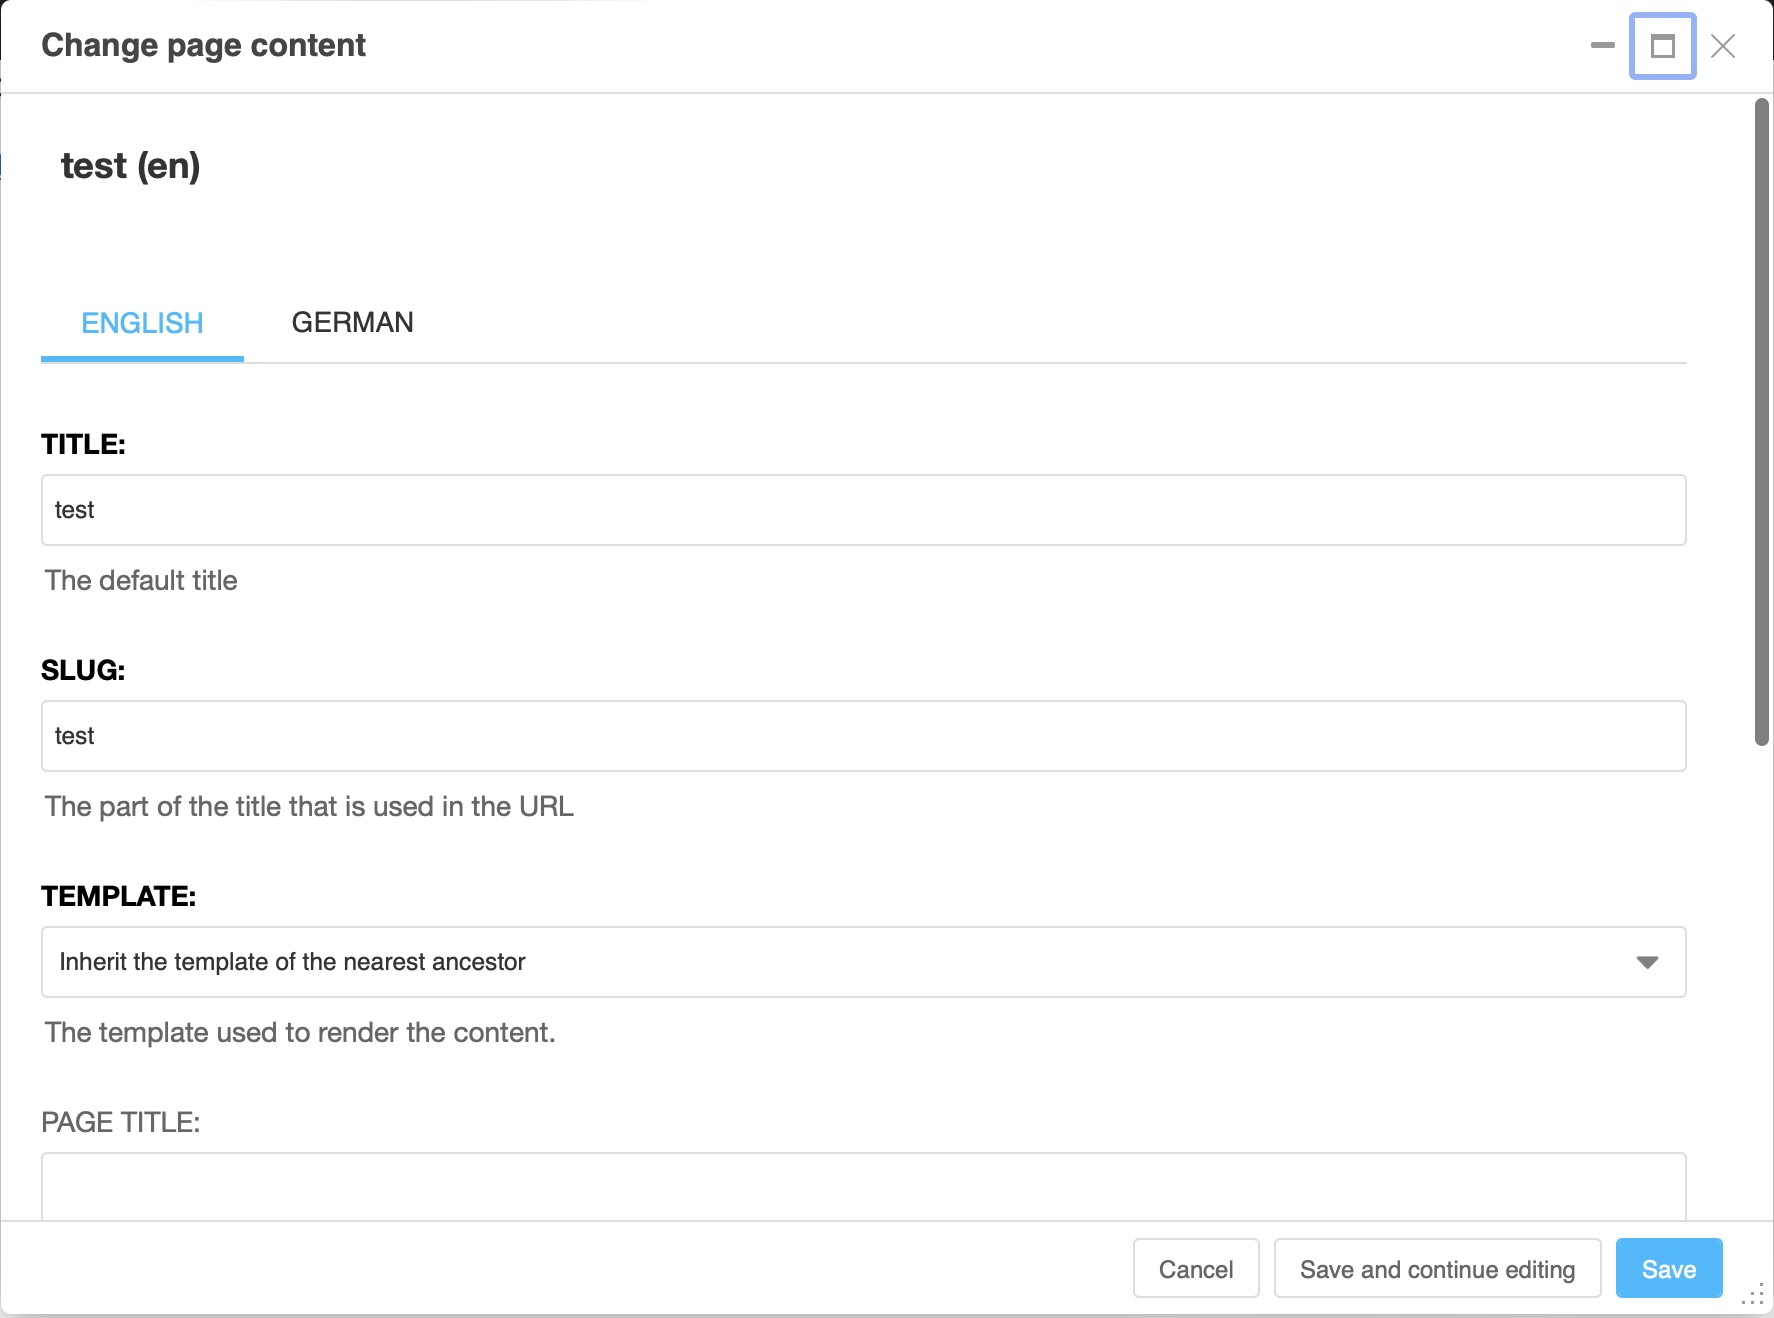 Change page content
test (en)
ENGLISH
GERMAN
TITLE:
test
The default title
SLUG:
test
The part of the title that is used in the URL
TEMPLATE:
Inherit the template of the nearest ancestor
The template used to render the content.
PAGE TITLE:
Cancel
Save and continue editing
Save